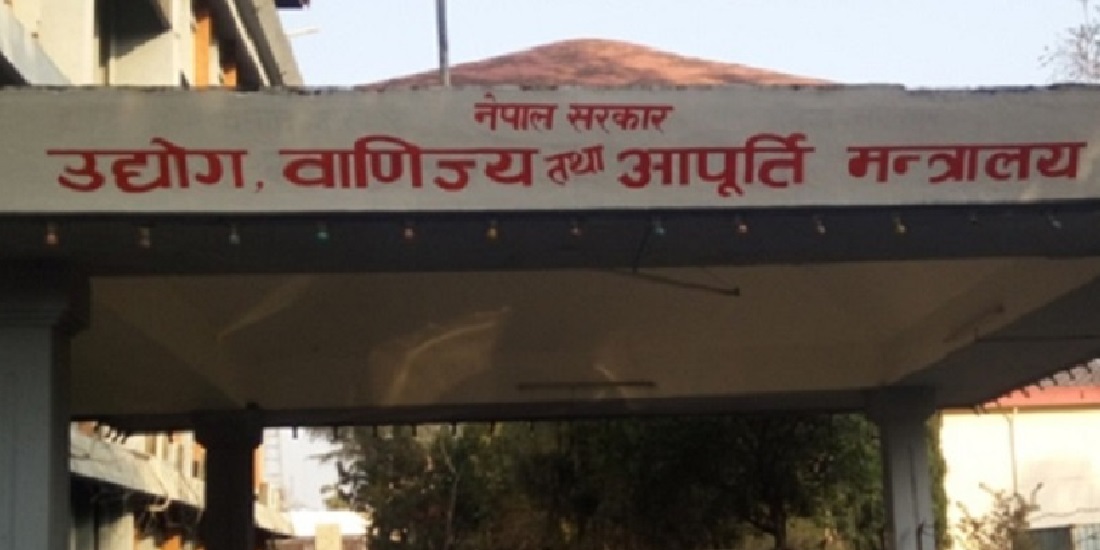 नेपाल सरकार
उद्योग, वाणिज्य तथा आपूर्ति मन्त्रालय